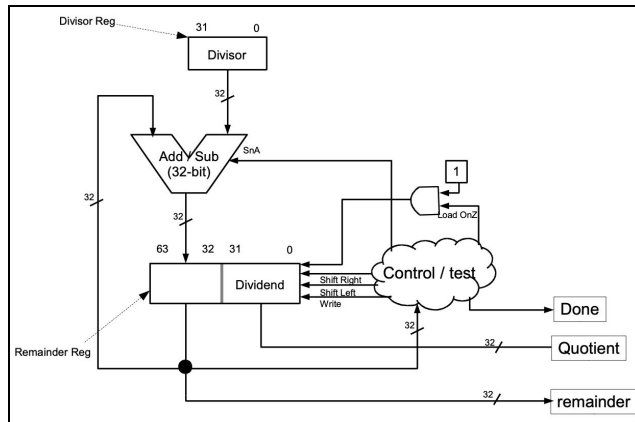 Divisor Reg
31 0
Divisor
32
Add / Sub
(32-bit)
SnA
1
32
Load OnZ
32
63 32 31 0
Control / test
Dividend
Shift Right
Shift Left
Write
Done
32
Quotient
32
Remainder Reg
32
remainder